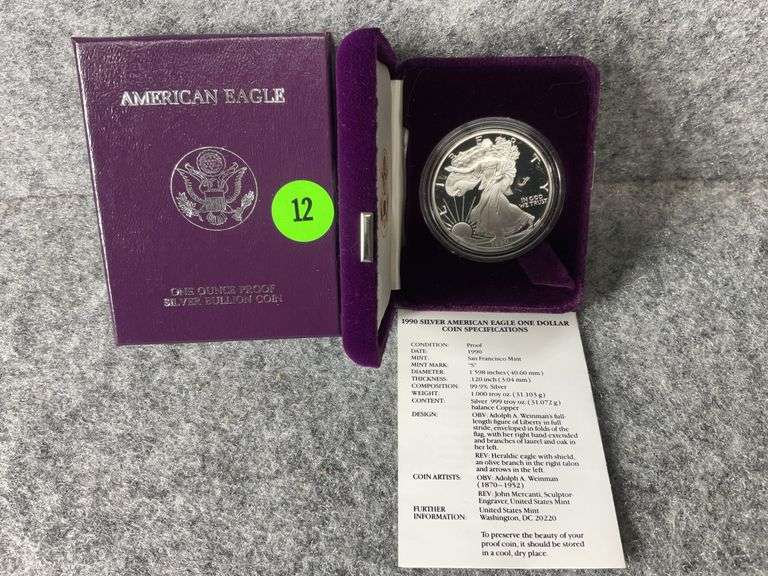 AMERICAN EAGLE
12
ONE OUNCE PROOF
SILVER BULLION COIN
LIBERTY
IN GOD
WE TRUST
1990 SILVER AMERICAN EAGLE ONE DOLLAR
COIN SPECIFICATIONS
CONDITION: Proof
DATE: 1990
MINT: San Francisco Mint
MINT MARK: "S"
DIAMETER: 1.598 inches (40.60 mm)
THICKNESS: .120 inch (3.04 mm)
COMPOSITION: 99.9% Silver
WEIGHT: 1.000 troy oz. (31.103 g)
CONTENT: Silver .999 troy oz. (31.072 g)
balance Copper
DESIGN: OBV: Adolph A. Weinman's full-
length figure of Liberty in full
stride, enveloped in folds of the
flag, with her right hand extended
and branches of laurel and oak in
her left.
REV: Heraldic eagle with shield,
an olive branch in the right talon
and arrows in the left.
COIN ARTISTS: OBV: Adolph A. Weinman
(1870—1952)
REV: John Mercanti, Sculptor
Engraver, United States Mint
FURTHER United States Mint
INFORMATION: Washington, DC 20220
To preserve the beauty of your
proof coin, it should be stored
in a cool, dry place.